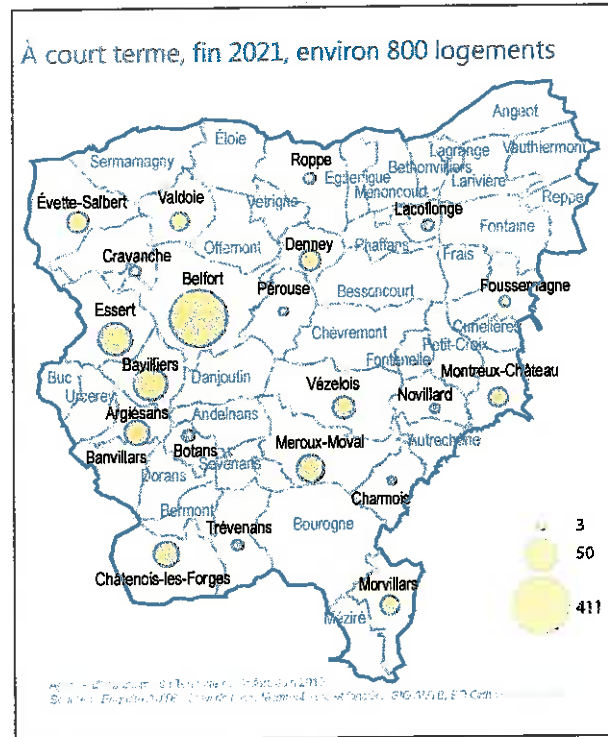 À court terme, fin 2021, environ 800 logements
Angeot
Éloie
Lagrange
Vauthiermont
Sermamagny
Roppe
Bethonvilliers
Eguenigue
Menoncourt
Larivière
Évette-Salbert
Valdoie
Vétrigne
Lacollonge
Reppe
Fontaine
Offemont
Denney
Phaffans
Cravanche
Frais
Belfort
Pérouse
Bessoncourt
Foussemagne
Essert
Chèvremont
Cunelières
Petit-Croix
Fontenelle
Bavilliers
Montreux-Château
Buc
Danjoutin
Vézelois
Novillard
Urcerey
Argiésans
Andelnans
Autrechêne
Botans
Meroux-Moval
Banvillars
Sevenans
Dorans
Charmois
Bermont
Bourogne
Trévenans
3
50
Châtenois-les-Forges
Morvillars
411
Méziré